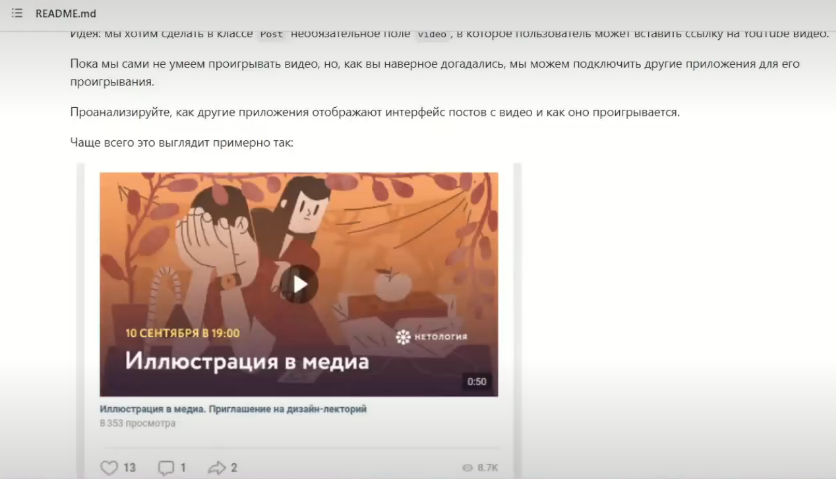 README.md
Идея: мы хотим сделать в классе Post необязательное поле video, в которое пользователь может вставить ссылку на YouTube видео.
Пока мы сами не умеем проигрывать видео, но, как вы наверное догадались, мы можем подключить другие приложения для его
проигрывания.
Проанализируйте, как другие приложения отображают интерфейс постов с видео и как оно проигрывается.
Чаще всего это выглядит примерно так:
10 СЕНТЯБРЯ В 19:00
НЕТОЛОГИЯ
Иллюстрация в медиа
0:50
Иллюстрация в медиа. Приглашение на дизайн-лекторий
8 353 просмотра
13 1 2 8.7K